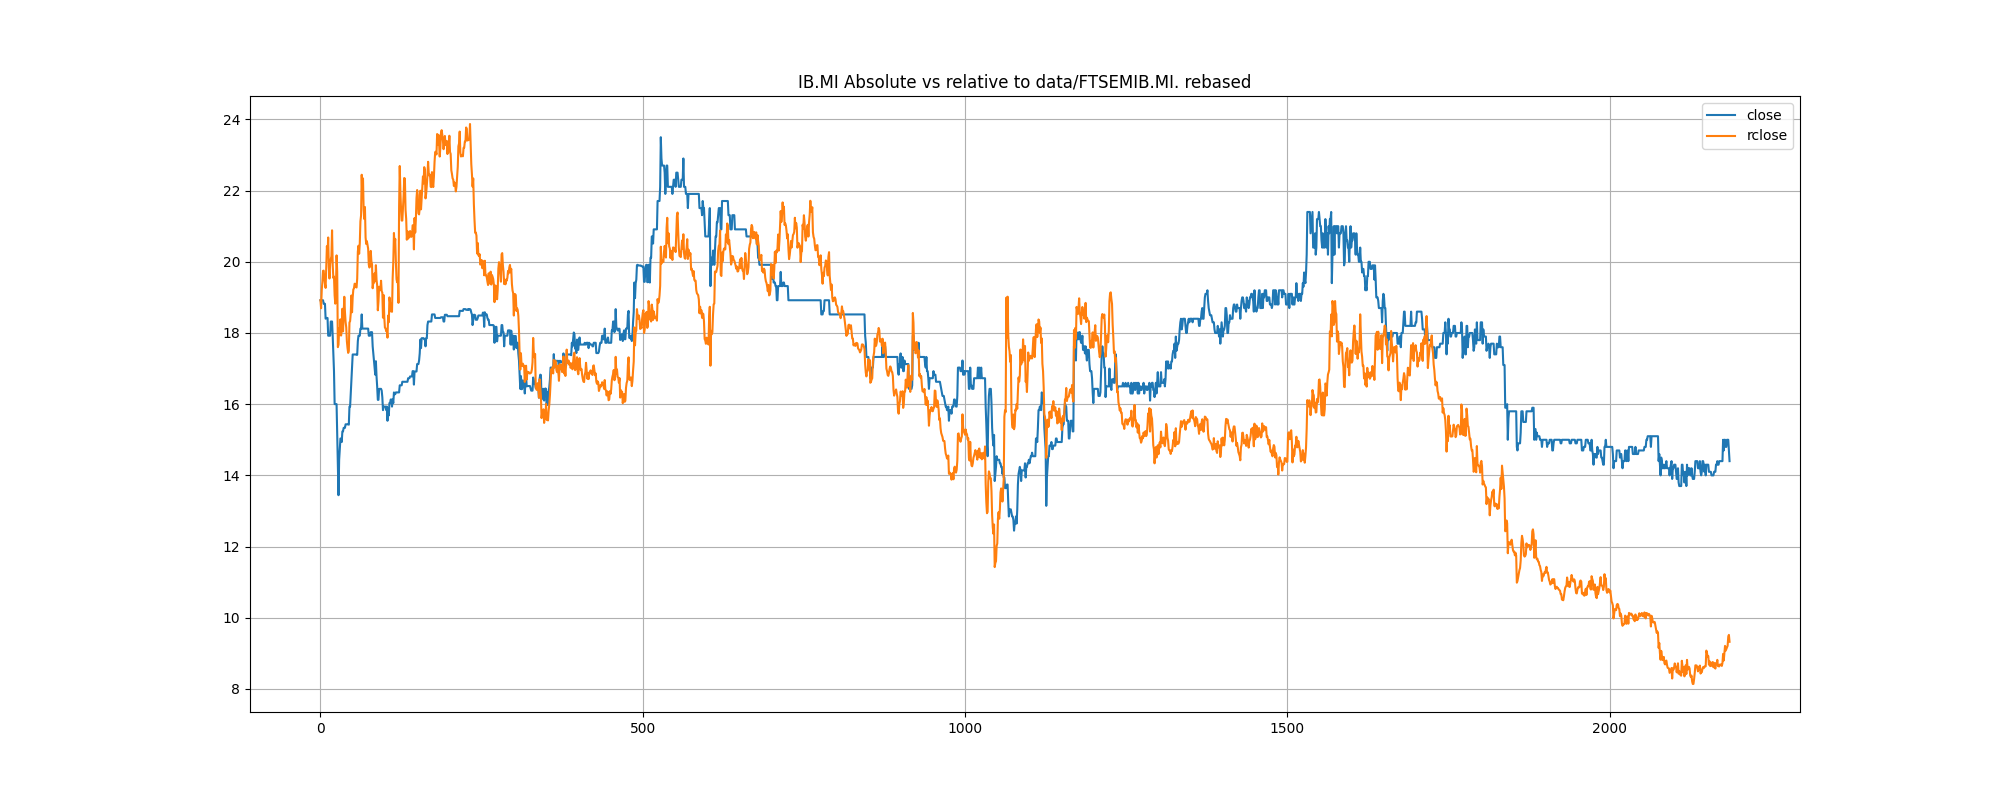 IB.MI Absolute vs relative to data/FTSEMIB.MI. rebased
close
rclose
24
22
20
18
16
14
12
10
8
0 500 1000 1500 2000